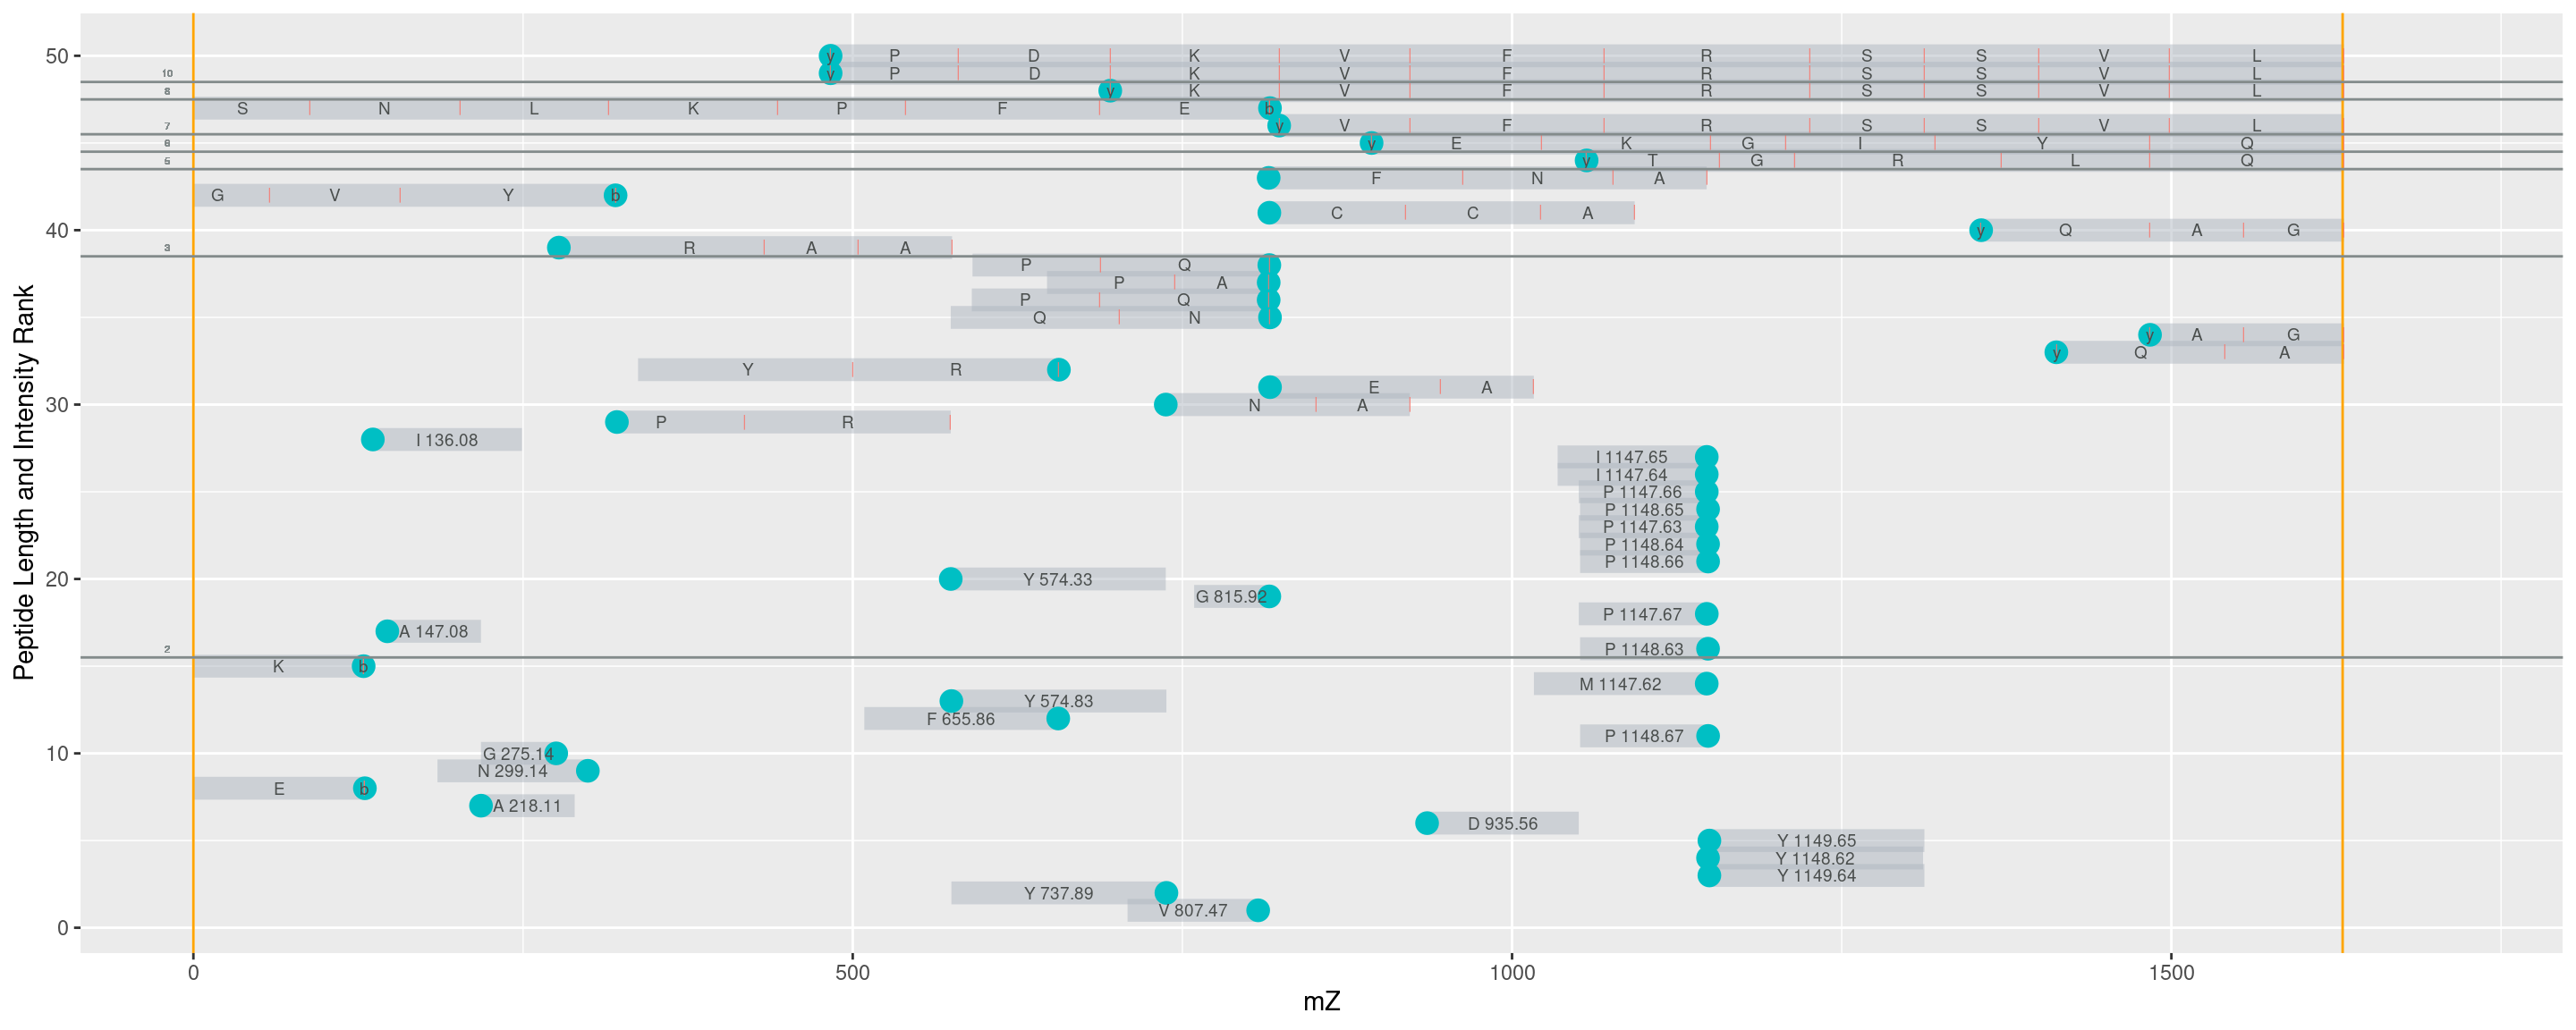 50
y P D K V F R S S V L
10
y P D K V F R S S V L
y K V F R S S V L
S N L K P F E b
7
y V F R S S V L
y E K G I Y Q
y T G R L Q
F N A
G V Y b
C C A
40
y Q A G
3
R A A
P Q
P A
P Q
Q N
y A G
y Q A
Y R
E A
30
N A
P R
I 136.08
I 1147.65
I 1147.64
P 1147.66
P 1148.65
P 1147.63
P 1148.64
P 1148.66
20
Y 574.33
G 815.92
P 1147.67
A 147.08
2
P 1148.63
K b
M 1147.62
Y 574.83
F 655.86
P 1148.67
10
G 275.14
N 299.14
E b
A 218.11
D 935.56
Y 1149.65
Y 1148.62
Y 1149.64
Y 737.89
V 807.47
0
0 500 1000 1500
mZ
Peptide Length and Intensity Rank